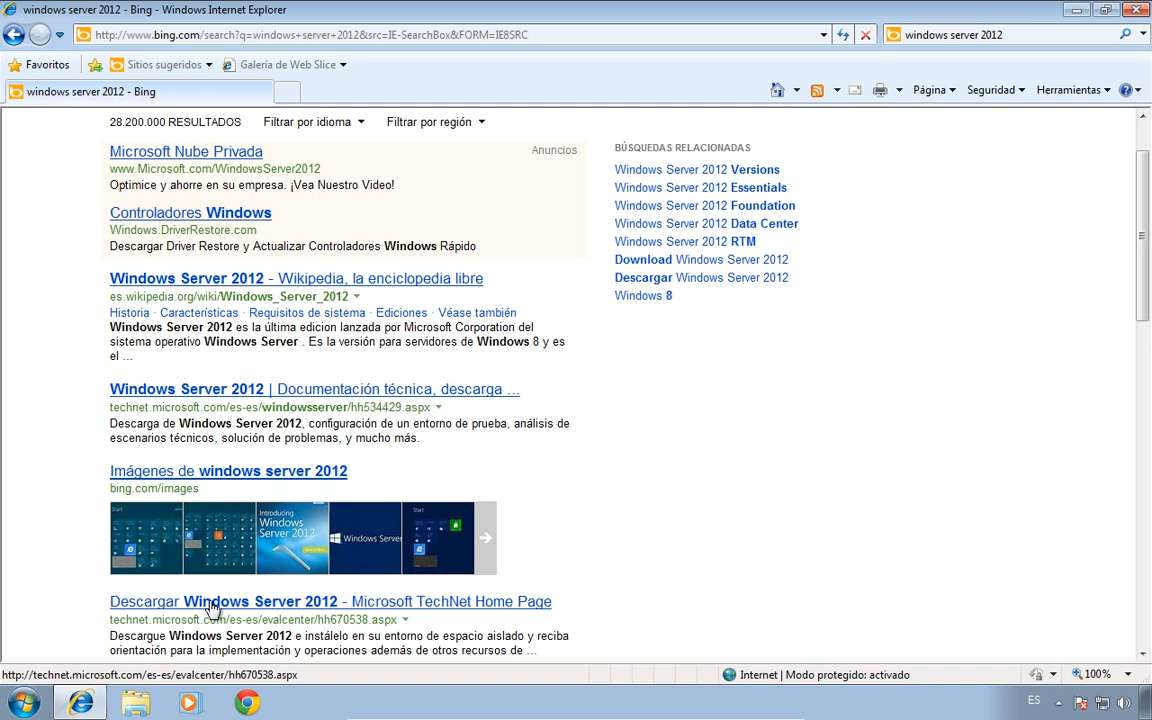 windows server 2012 - Bing - Windows Internet Explorer
http://www.bing.com/search?q=windows+server+2012&src=IE-SearchBox&FORM=IE8SRC
windows server 2012
Favoritos
Sitios sugeridos
Galería de Web Slice
windows server 2012 - Bing
Página
Seguridad
Herramientas
28.200.000 RESULTADOS
Filtrar por idioma
Filtrar por región
Microsoft Nube Privada
Anuncios
www.Microsoft.com/WindowsServer2012
Optimice y ahorre en su empresa. ¡Vea Nuestro Video!
Controladores Windows
Windows.DriverRestore.com
Descargar Driver Restore y Actualizar Controladores Windows Rápido
Windows Server 2012 - Wikipedia, la enciclopedia libre
es.wikipedia.org/wiki/Windows_Server_2012
Historia · Características · Requisitos de sistema · Ediciones · Véase también
Windows Server 2012 es la última edicion lanzada por Microsoft Corporation del
sistema operativo Windows Server . Es la versión para servidores de Windows 8 y es
el ...
Windows Server 2012 | Documentación técnica, descarga ...
technet.microsoft.com/es-es/windowsserver/hh534429.aspx
Descarga de Windows Server 2012, configuración de un entorno de prueba, análisis de
escenarios técnicos, solución de problemas, y mucho más.
Imágenes de windows server 2012
bing.com/images
Start
Introducing
Windows
Server 2012
Windows Server
Start
Descargar Windows Server 2012 - Microsoft TechNet Home Page
technet.microsoft.com/es-es/evalcenter/hh670538.aspx
Descargue Windows Server 2012 e instálelo en su entorno de espacio aislado y reciba
orientación para la implementación y operaciones además de otros recursos de ...
BÚSQUEDAS RELACIONADAS
Windows Server 2012 Versions
Windows Server 2012 Essentials
Windows Server 2012 Foundation
Windows Server 2012 Data Center
Windows Server 2012 RTM
Download Windows Server 2012
Descargar Windows Server 2012
Windows 8
http://technet.microsoft.com/es-es/evalcenter/hh670538.aspx
Internet | Modo protegido: activado
100%
ES